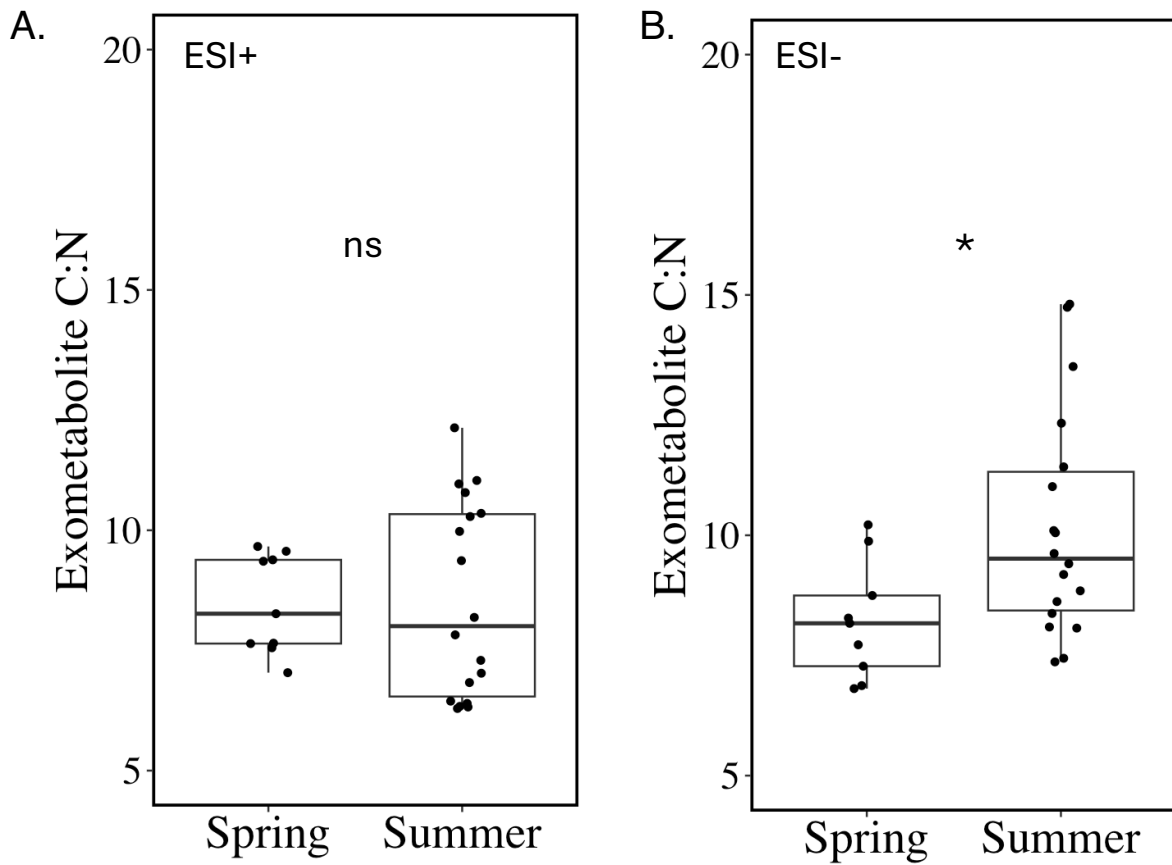 A.
ESI+
Exometabolite C:N
20
15
10
5
ns
Spring
Summer
B.
ESI-
Exometabolite C:N
20
15
10
5
*
Spring
Summer